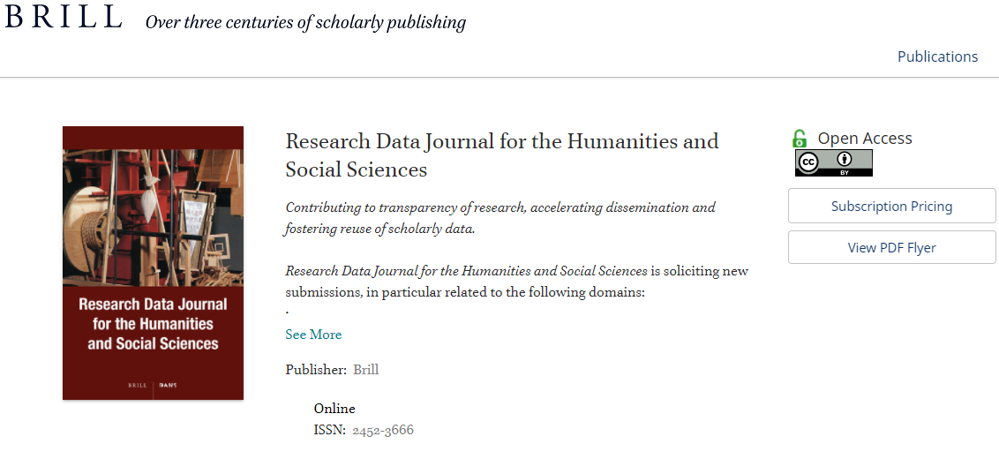 BRILL Over three centuries of scholarly publishing
Publications
Research Data Journal
for the Humanities
and Social Sciences
BRILL DANS
Research Data Journal for the Humanities and
Social Sciences
Contributing to transparency of research, accelerating dissemination and
fostering reuse of scholarly data.
Research Data Journal for the Humanities and Social Sciences is soliciting new
submissions, in particular related to the following domains:
·
See More
Publisher: Brill
Online
ISSN: 2452-3666
Open Access
cc BY
Subscription Pricing
View PDF Flyer